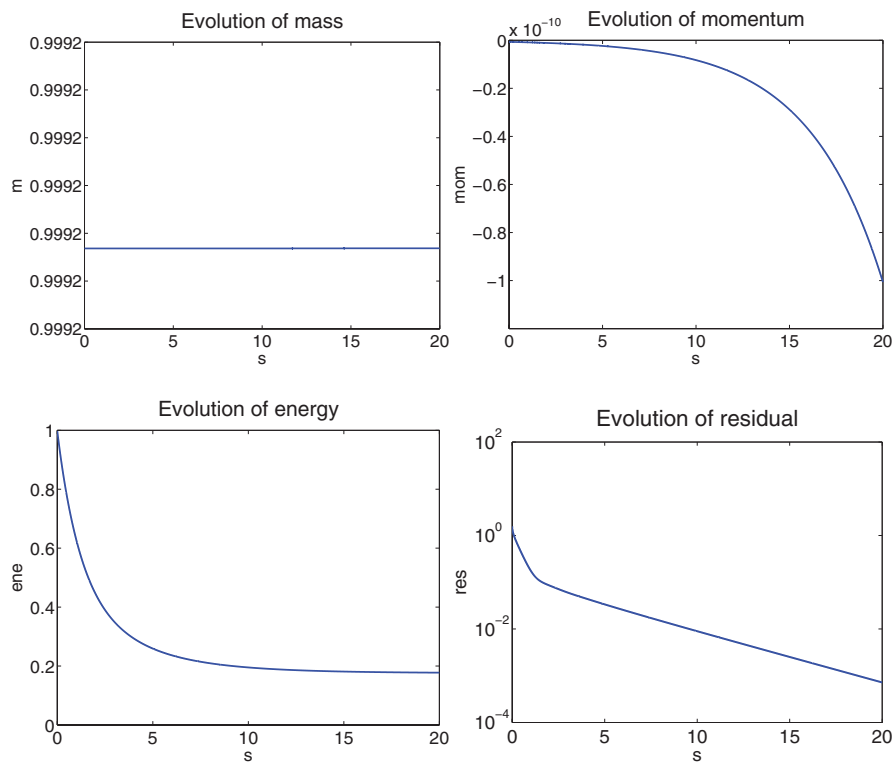 Evolution of mass
0.9992
0.9992
0.9992
0.9992
0.9992
0.9992
0.9992
m
0 5 10 15 20
s
Evolution of momentum
x 10^{-10}
0
−0.2
−0.4
−0.6
−0.8
−1
mom
0 5 10 15 20
s
Evolution of energy
1
0.8
0.6
0.4
0.2
0
ene
0 5 10 15 20
s
Evolution of residual
10^2
10^0
10^{-2}
10^{-4}
res
0 5 10 15 20
s